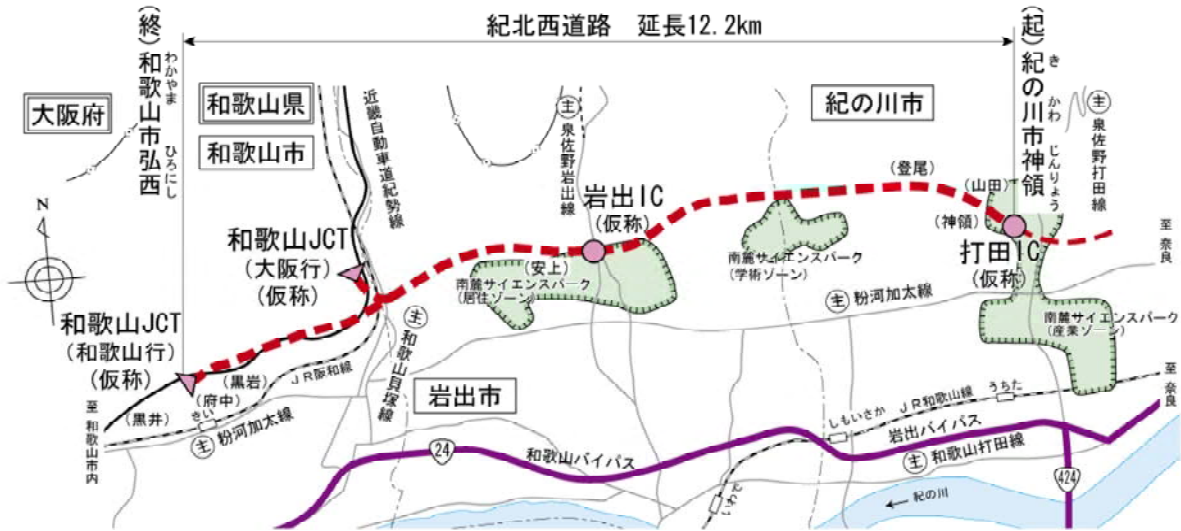 紀北西道路 延長12.2km
(終)和歌山市弘西
わかやま
ひろにし
(起)紀の川市神領
き かわ じんりょう
大阪府
和歌山県
和歌山市
近畿自動車道紀勢線
主 泉佐野岩出線
紀の川市
主 泉佐野打田線
N
和歌山JCT
(大阪行)
(仮称)
岩出IC
(仮称)
(登尾)
(山田)
(神領)
打田IC
(仮称)
至 奈良
(安上)
南麓サイエンスパーク
(居住ゾーン)
南麓サイエンスパーク
(学術ゾーン)
主 粉河加太線
南麓サイエンスパーク
(産業ゾーン)
和歌山JCT
(和歌山行)
(仮称)
主 和歌山貝塚線
JR阪和線
(黒岩)
(府中)
(黒井)
きい
主 粉河加太線
至 和歌山市内
岩出市
うちた
JR和歌山線
しもいさか
至 奈良
24
和歌山バイパス
岩出バイパス
主 和歌山打田線
いわで
紀の川
424